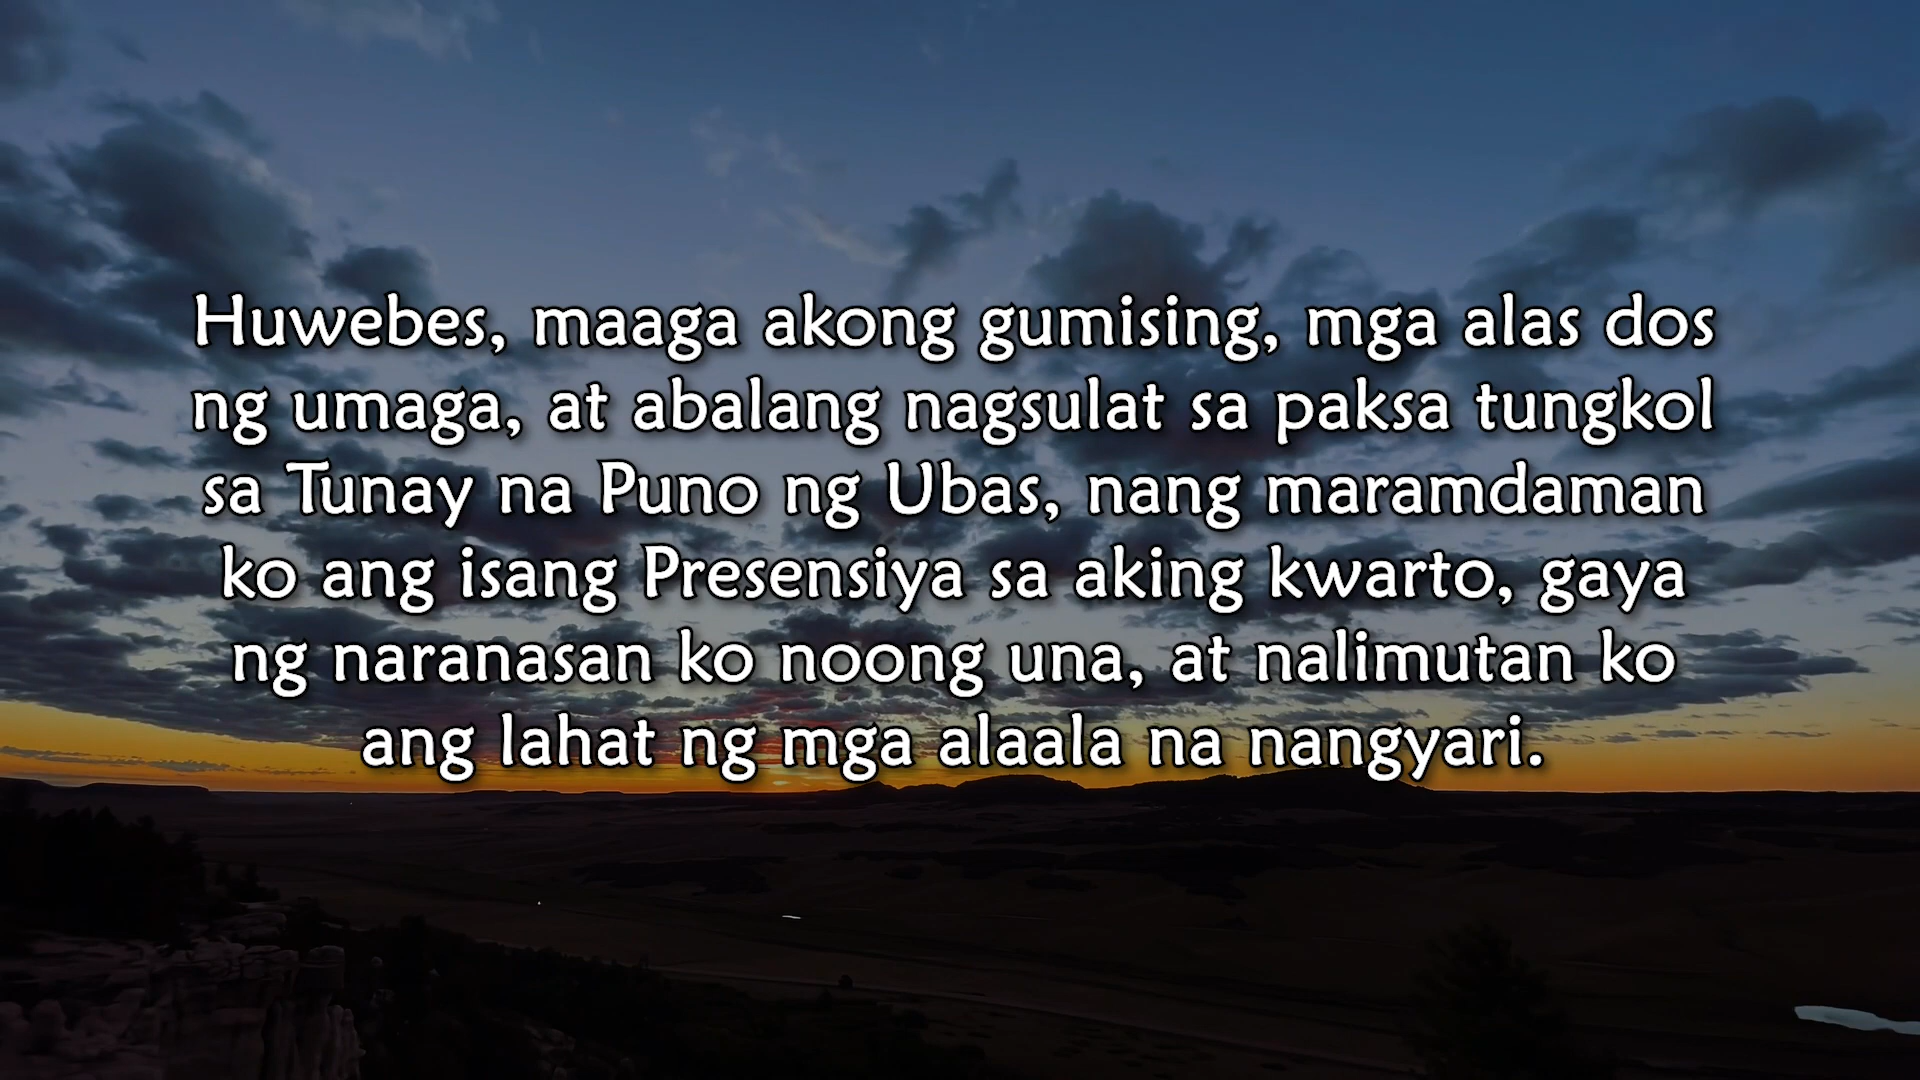 Huwebes, maaga akong gumising, mga alas dos
ng umaga, at abalang nagsulat sa paksa tungkol
sa Tunay na Puno ng Ubas, nang maramdaman
ko ang isang Presensiya sa aking kwarto, gaya
ng naranasan ko noong una, at nalimutan ko
ang lahat ng mga alaala na nangyari.